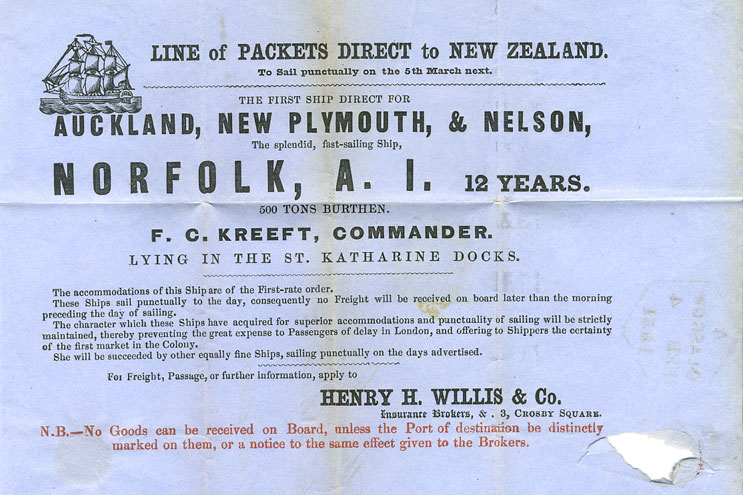 LINE of PACKETS DIRECT to NEW ZEALAND.
To Sail punctually on the 5th March next.
THE FIRST SHIP DIRECT FOR
AUCKLAND, NEW PLYMOUTH, & NELSON,
The splendid, fast-sailing Ship,
NORFOLK, A. I. 12 YEARS.
500 TONS BURTHEN.
F. C. KREEFT, COMMANDER.
LYING IN THE ST. KATHARINE DOCKS.
The accommodations of this Ship are of the First-rate order.
These Ships sail punctually to the day, consequently no Freight will be received on board later than the morning
preceding the day of sailing.
The character which these Ships have acquired for superior accommodations and punctuality of sailing will be strictly
maintained, thereby preventing the great expense to Passengers of delay in London, and offering to Shippers the certainty
of the first market in the Colony.
She will be succeeded by other equally fine Ships, sailing punctually on the days advertised.
For Freight, Passage, or further information, apply to
HENRY H. WILLIS & Co.
Insurance Brokers, & . 3, CROSBY SQUARE.
N.B.—No Goods can be received on Board, unless the Port of destination be distinctly
marked on them, or a notice to the same effect given to the Brokers.